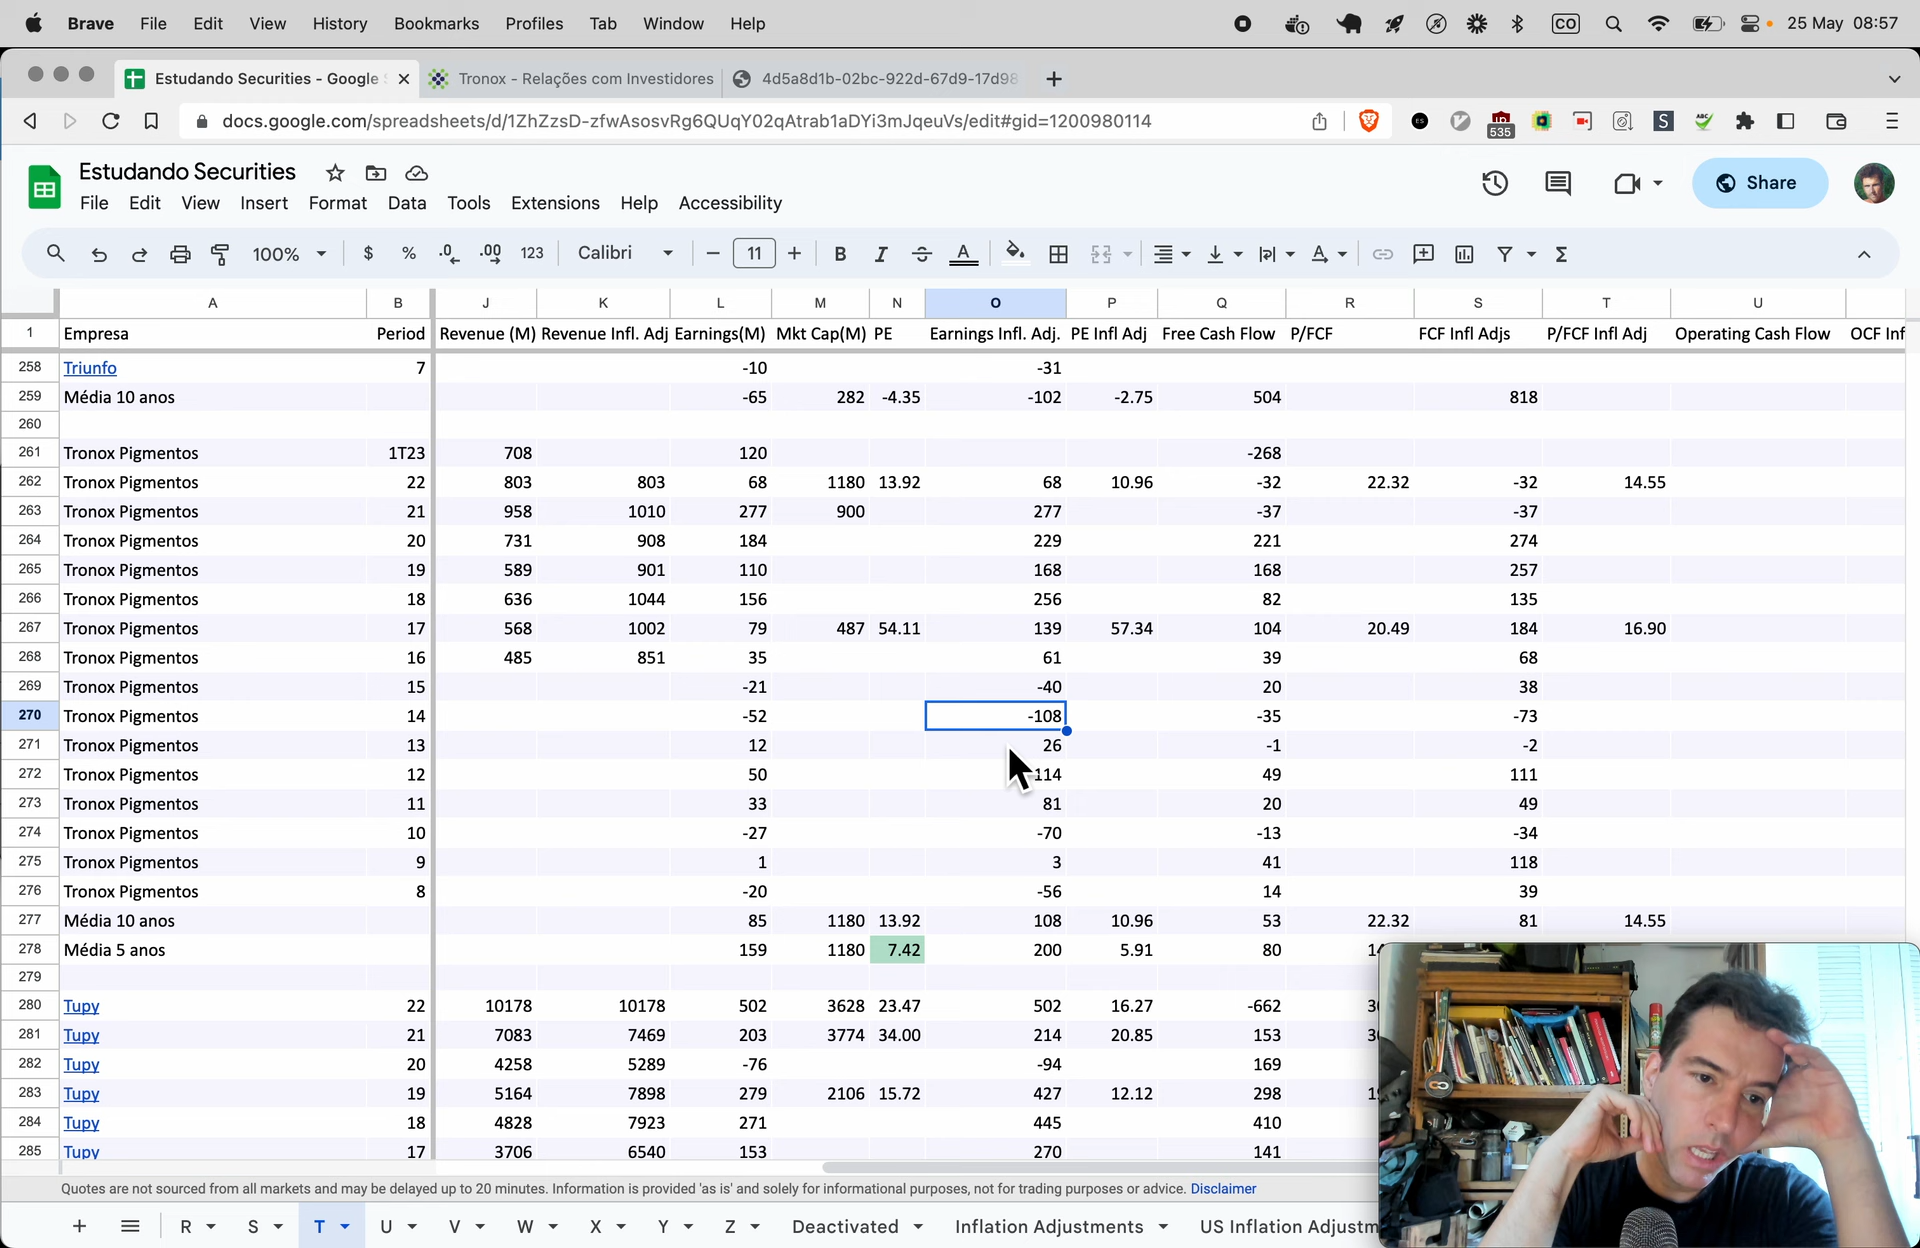 Brave File Edit View History Bookmarks Profiles Tab Window Help CO 25 May 08:57
Estudando Securities - Google S Tronox - Relações com Investidores 4d5a8d1b-02bc-922d-67d9-17d98
docs.google.com/spreadsheets/d/1ZhZzsD-zfwAsosvRg6QUqY02qAtrab1aDYi3mJqeuVs/edit#gid=1200980114 535
Estudando Securities
Share
File Edit View Insert Format Data Tools Extensions Help Accessibility
100% $ % .0 .00 123 Calibri 11 B I A
A B J K L M N O P Q R S T U
1 Empresa Period Revenue (M) Revenue Infl. Adj Earnings(M) Mkt Cap(M) PE Earnings Infl. Adj. PE Infl Adj Free Cash Flow P/FCF FCF Infl Adjs P/FCF Infl Adj Operating Cash Flow OCF Inf
258 Triunfo 7 -10 -31
259 Média 10 anos -65 282 -4.35 -102 -2.75 504 818
260
261 Tronox Pigmentos 1T23 708 120 -268
262 Tronox Pigmentos 22 803 803 68 1180 13.92 68 10.96 -32 22.32 -32 14.55
263 Tronox Pigmentos 21 958 1010 277 900 277 -37 -37
264 Tronox Pigmentos 20 731 908 184 229 221 274
265 Tronox Pigmentos 19 589 901 110 168 168 257
266 Tronox Pigmentos 18 636 1044 156 256 82 135
267 Tronox Pigmentos 17 568 1002 79 487 54.11 139 57.34 104 20.49 184 16.90
268 Tronox Pigmentos 16 485 851 35 61 39 68
269 Tronox Pigmentos 15 -21 -40 20 38
270 Tronox Pigmentos 14 -52 -108 -35 -73
271 Tronox Pigmentos 13 12 26 -1 -2
272 Tronox Pigmentos 12 50 114 49 111
273 Tronox Pigmentos 11 33 81 20 49
274 Tronox Pigmentos 10 -27 -70 -13 -34
275 Tronox Pigmentos 9 1 3 41 118
276 Tronox Pigmentos 8 -20 -56 14 39
277 Média 10 anos 85 1180 13.92 108 10.96 53 22.32 81 14.55
278 Média 5 anos 159 1180 7.42 200 5.91 80
279
280 Tupy 22 10178 10178 502 3628 23.47 502 16.27 -662
281 Tupy 21 7083 7469 203 3774 34.00 214 20.85 153
282 Tupy 20 4258 5289 -76 -94 169
283 Tupy 19 5164 7898 279 2106 15.72 427 12.12 298
284 Tupy 18 4828 7923 271 445 410
285 Tupy 17 3706 6540 153 270 141
Quotes are not sourced from all markets and may be delayed up to 20 minutes. Information is provided 'as is' and solely for informational purposes, not for trading purposes or advice. Disclaimer
R S T U V W X Y Z Deactivated Inflation Adjustments US Inflation Adjustm